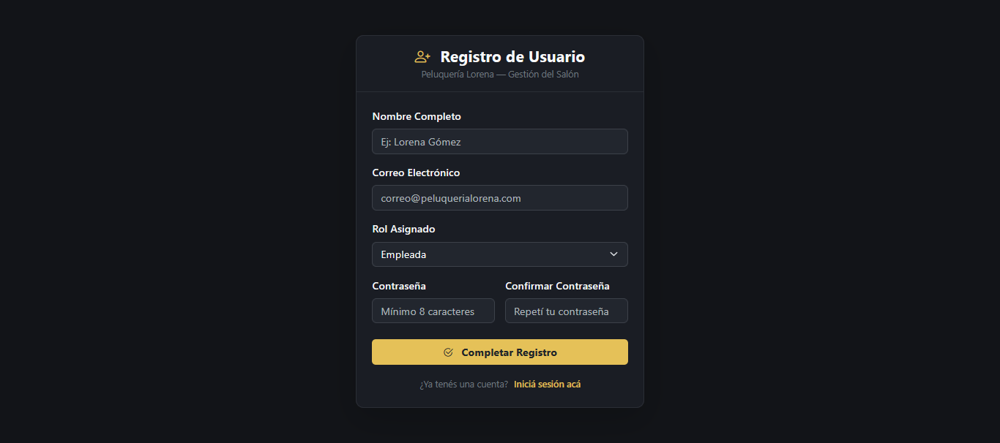 Registro de Usuario
Peluquería Lorena — Gestión del Salón
Nombre Completo
Ej: Lorena Gómez
Correo Electrónico
correo@peluquerialorena.com
Rol Asignado
Empleada
Contraseña
Confirmar Contraseña
Mínimo 8 caracteres
Repetí tu contraseña
Completar Registro
¿Ya tenés una cuenta? Iniciá sesión acá